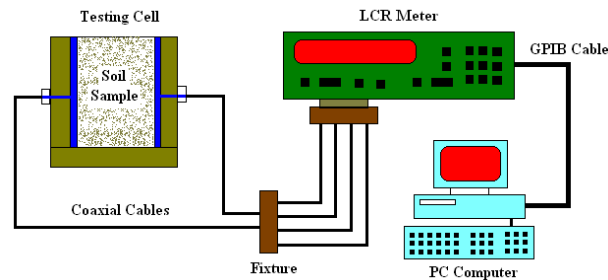 Testing Cell
LCR Meter
GPIB Cable
Soil
Sample
Coaxial Cables
Fixture
PC Computer